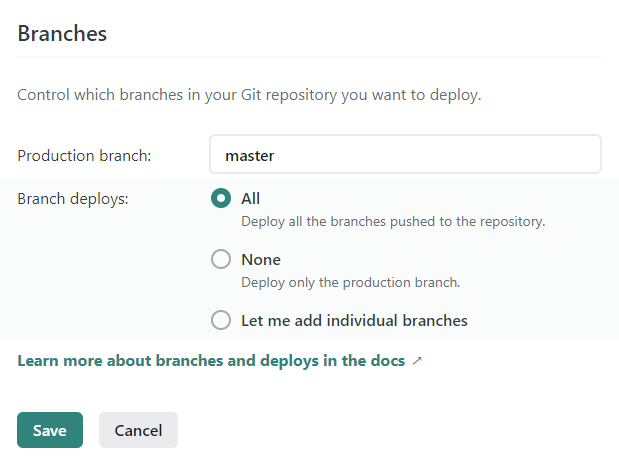 Branches
Control which branches in your Git repository you want to deploy.
Production branch: master
Branch deploys: All
Deploy all the branches pushed to the repository.
None
Deploy only the production branch.
Let me add individual branches
Learn more about branches and deploys in the docs ↗
Save Cancel